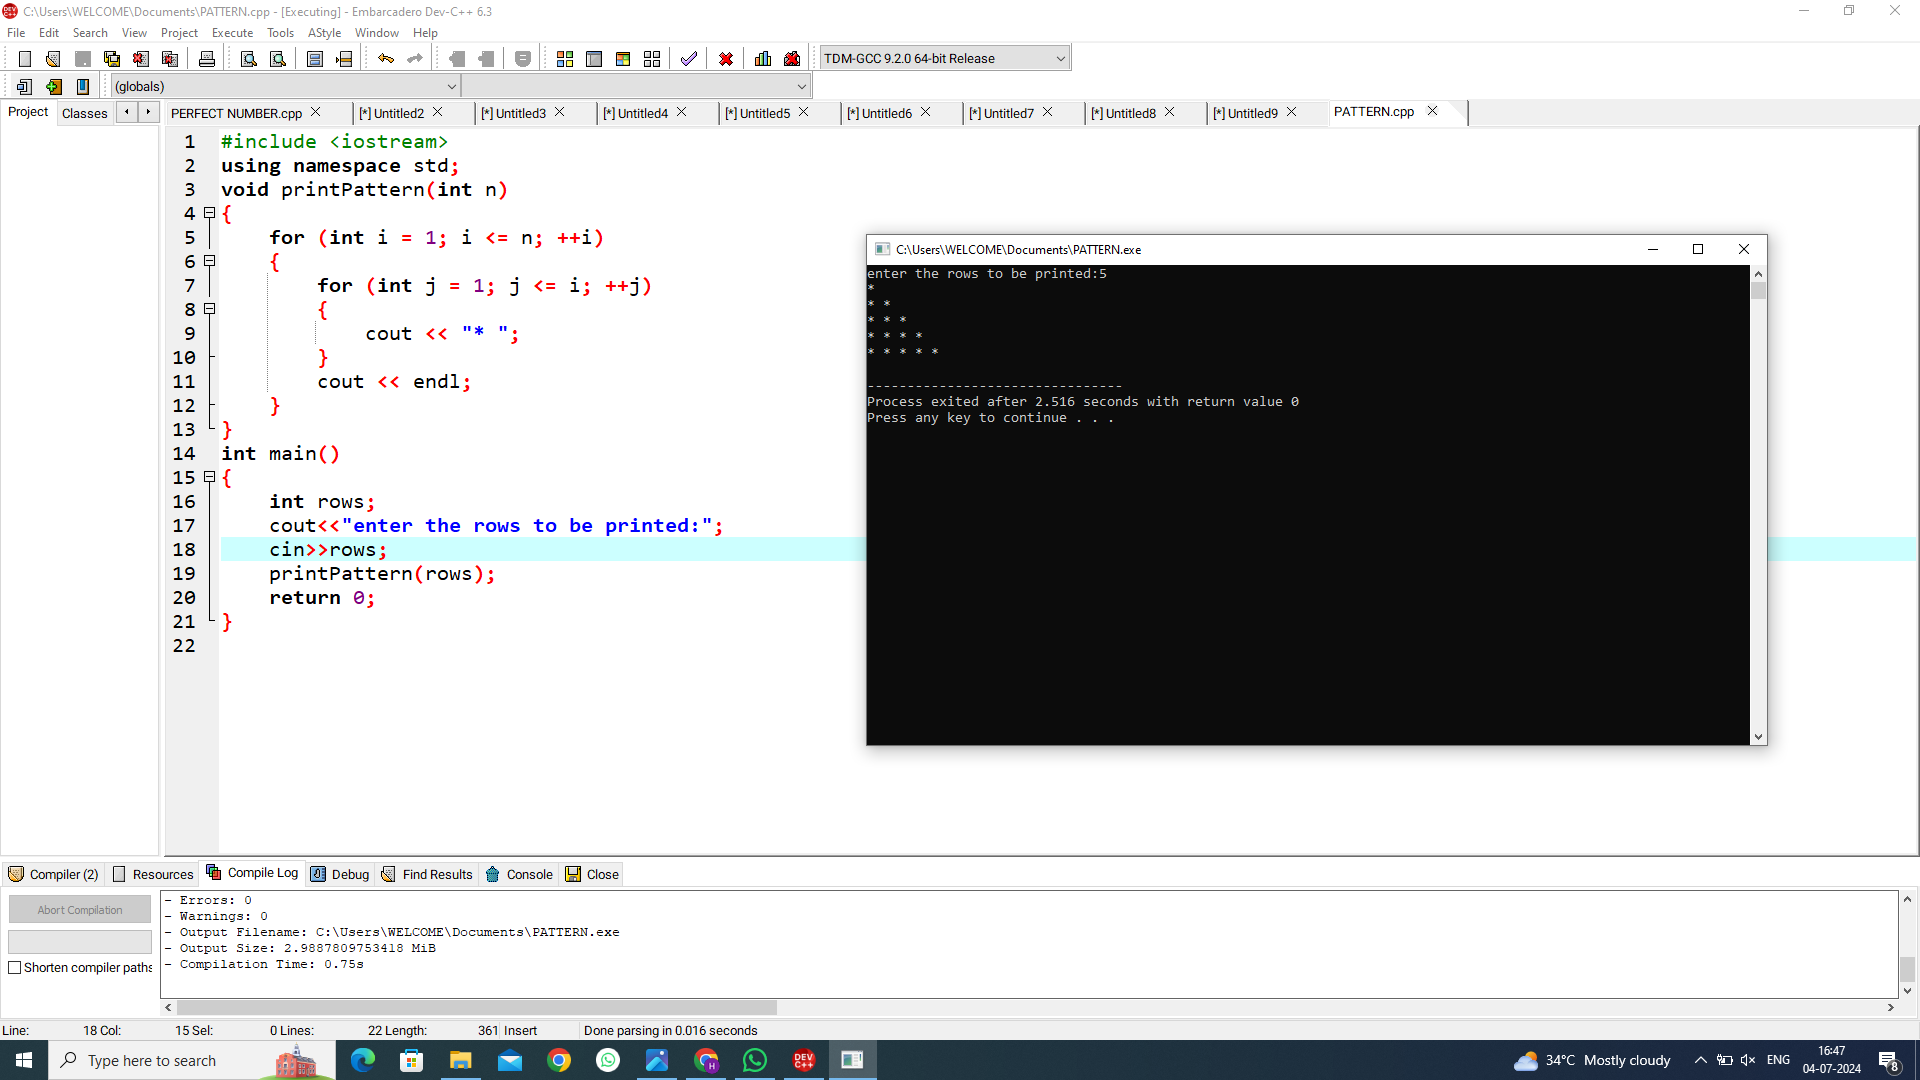 C:\Users\WELCOME\Documents\PATTERN.cpp - [Executing] - Embarcadero Dev-C++ 6.3
File Edit Search View Project Execute Tools AStyle Window Help
TDM-GCC 9.2.0 64-bit Release
(globals)
Project Classes PERFECT NUMBER.cpp [*] Untitled2 [*] Untitled3 [*] Untitled4 [*] Untitled5 [*] Untitled6 [*] Untitled7 [*] Untitled8 [*] Untitled9 PATTERN.cpp
1 #include <iostream>
2 using namespace std;
3 void printPattern(int n)
4 {
5 for (int i = 1; i <= n; ++i)
6 {
7 for (int j = 1; j <= i; ++j)
8 {
9 cout << "* ";
10 }
11 cout << endl;
12 }
13 }
14 int main()
15 {
16 int rows;
17 cout<<"enter the rows to be printed:";
18 cin>>rows;
19 printPattern(rows);
20 return 0;
21 }
22
C:\Users\WELCOME\Documents\PATTERN.exe
enter the rows to be printed:5
*
* *
* * *
* * * *
* * * * *
--------------------------------
Process exited after 2.516 seconds with return value 0
Press any key to continue . . .
Compiler (2) Resources Compile Log Debug Find Results Console Close
Abort Compilation
Shorten compiler paths
- Errors: 0
- Warnings: 0
- Output Filename: C:\Users\WELCOME\Documents\PATTERN.exe
- Output Size: 2.9887809753418 MiB
- Compilation Time: 0.75s
Line: 18 Col: 15 Sel: 0 Lines: 22 Length: 361 Insert Done parsing in 0.016 seconds
Type here to search
DEV C++
34°C Mostly cloudy
ENG
16:47
04-07-2024
8